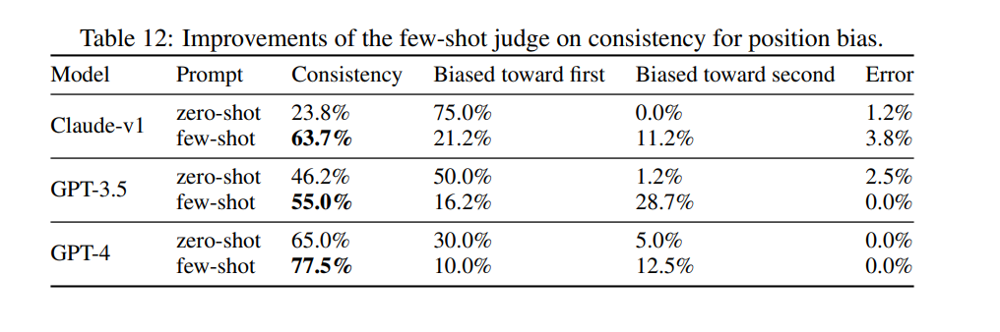 Table 12: Improvements of the few-shot judge on consistency for position bias.
Model Prompt Consistency Biased toward first Biased toward second Error
Claude-v1 zero-shot 23.8% 75.0% 0.0% 1.2%
few-shot 63.7% 21.2% 11.2% 3.8%
GPT-3.5 zero-shot 46.2% 50.0% 1.2% 2.5%
few-shot 55.0% 16.2% 28.7% 0.0%
GPT-4 zero-shot 65.0% 30.0% 5.0% 0.0%
few-shot 77.5% 10.0% 12.5% 0.0%